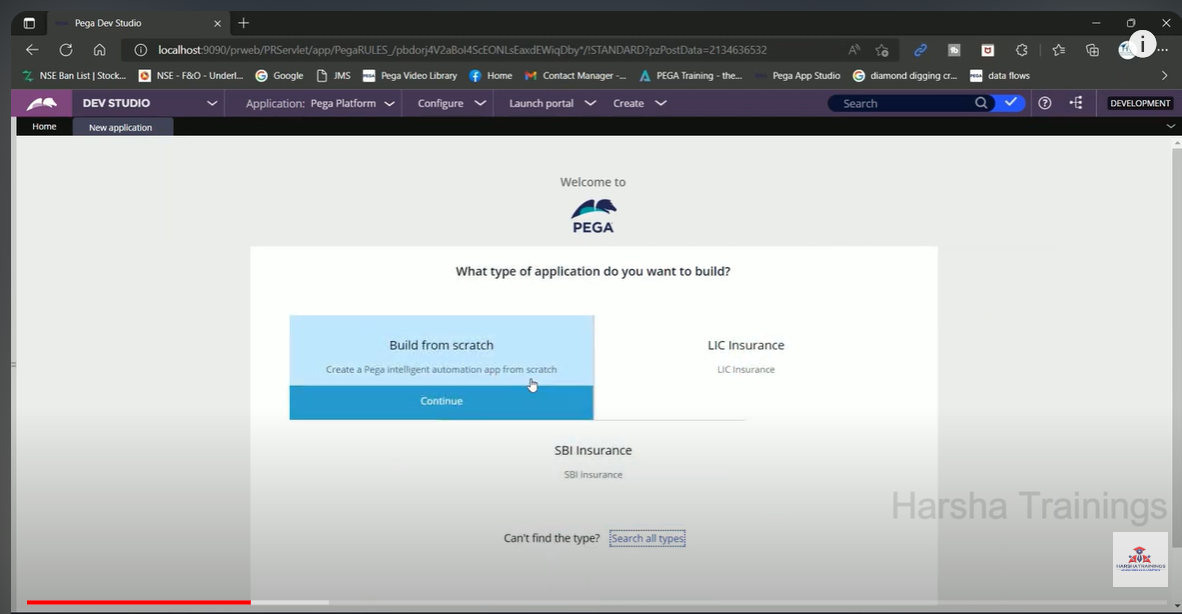 Pega Dev Studio
localhost:9090/prweb/PRServlet/app/PegaRULES_/pbdorj4V2aBoI4ScEONLsEaxdEWiqDby*/!STANDARD?pzPostData=2134636532
NSE Ban List | Stock... NSE - F&O - Underl... Google JMS Pega Video Library Home Contact Manager -... PEGA Training - the... Pega App Studio diamond digging cr... data flows
DEV STUDIO Application: Pega Platform Configure Launch portal Create Search DEVELOPMENT
Home New application
Welcome to
PEGA
What type of application do you want to build?
Build from scratch
Create a Pega intelligent automation app from scratch
Continue
LIC Insurance
LIC Insurance
SBI Insurance
SBI Insurance
Can't find the type? Search all types
Harsha Trainings
HARSHATRAININGS